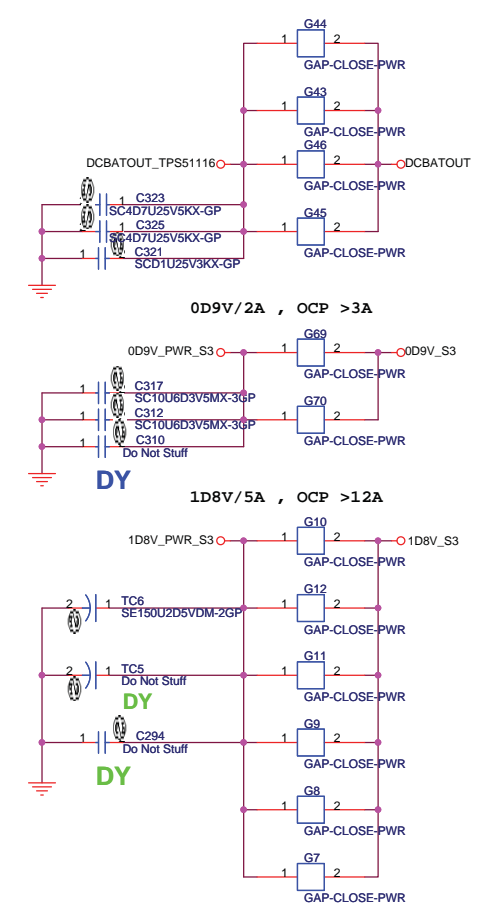 G44
1 2
GAP-CLOSE-PWR
G43
1 2
GAP-CLOSE-PWR
G46
DCBATOUT_TPS51116 1 2 DCBATOUT
GAP-CLOSE-PWR
1 C323
SC4D7U25V5KX-GP
G45
1 C325 1 2
SC4D7U25V5KX-GP
GAP-CLOSE-PWR
1 C321
SCD1U25V3KX-GP
0D9V/2A , OCP >3A
G69
0D9V_PWR_S3 1 2 0D9V_S3
GAP-CLOSE-PWR
1 C317
SC10U6D3V5MX-3GP
G70
1 C312 1 2
SC10U6D3V5MX-3GP
GAP-CLOSE-PWR
1 C310
Do Not Stuff
DY
1D8V/5A , OCP >12A
G10
1D8V_PWR_S3 1 2 1D8V_S3
GAP-CLOSE-PWR
G12
2 1 TC6 1 2
SE150U2D5VDM-2GP
GAP-CLOSE-PWR
G11
2 1 TC5 1 2
Do Not Stuff
GAP-CLOSE-PWR
DY
G9
1 C294 1 2
Do Not Stuff
GAP-CLOSE-PWR
DY
G8
1 2
GAP-CLOSE-PWR
G7
1 2
GAP-CLOSE-PWR